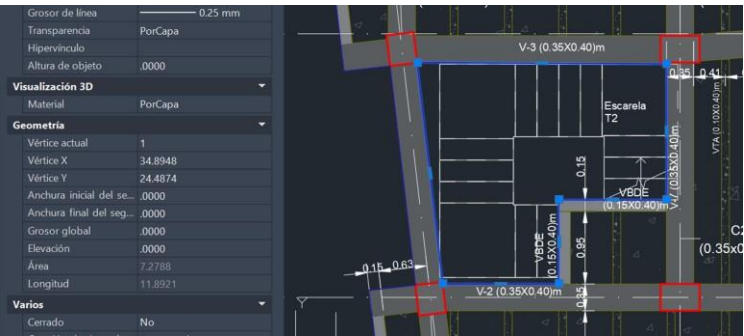 Grosor de línea 0.25 mm
Transparencia PorCapa
Hipervínculo
Altura de objeto .0000
Visualización 3D
Material PorCapa
Geometría
Vértice actual 1
Vértice X 34.8948
Vértice Y 24.4874
Anchura inicial del se... .0000
Anchura final del seg... .0000
Grosor global .0000
Elevación .0000
Área 7.2788
Longitud 11.8921
Varios
Cerrado No
V-3 (0.35X0.40)m
0.35
0.41
Escarela
T2
VTA (0.10X0.40)m
0.15
V-7 (0.35X0.40)m
VBDE
(0.15X0.40)m
VBDE
(0.15X0.40)m
0.95
0.15
0.63
V-2 (0.35X0.40)m
0.35
Y